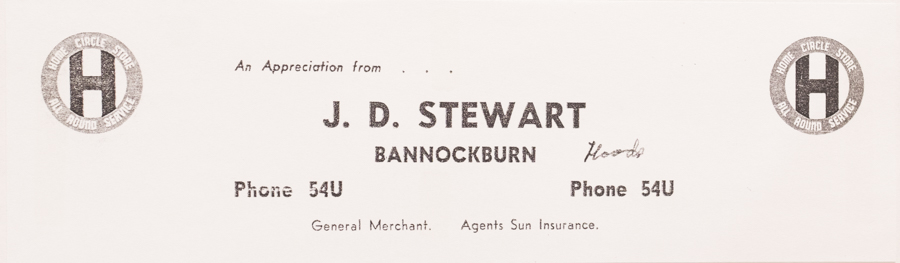 HOME CIRCLE STORE
H
ALL ROUND SERVICE
HOME CIRCLE STORE
H
ALL ROUND SERVICE
An Appreciation from . . .
J. D. STEWART
BANNOCKBURN Hoods
Phone 54U Phone 54U
General Merchant. Agents Sun Insurance.